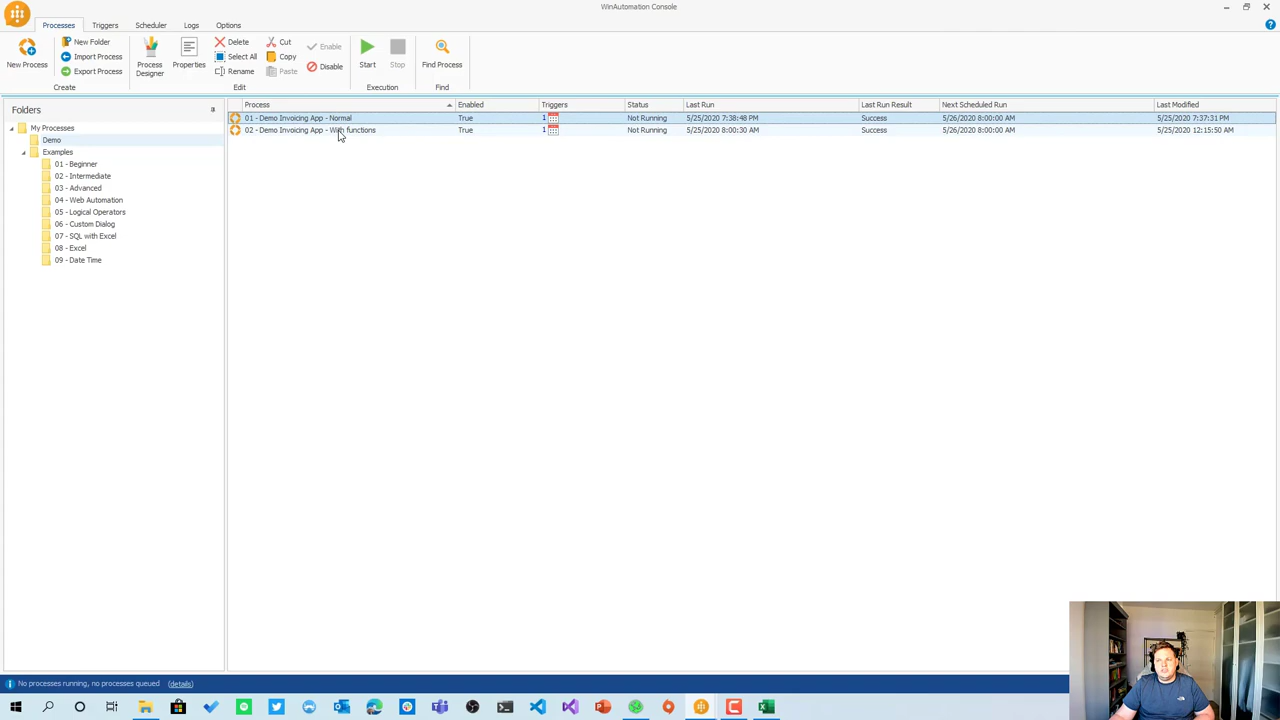 WinAutomation Console
Processes Triggers Scheduler Logs Options
New Process
New Folder
Import Process
Export Process
Create
Process Designer
Properties
Delete
Select All
Rename
Cut
Copy
Paste
Edit
Enable
Disable
Start
Stop
Execution
Find Process
Find
Folders
My Processes
Demo
Examples
01 - Beginner
02 - Intermediate
03 - Advanced
04 - Web Automation
05 - Logical Operators
06 - Custom Dialog
07 - SQL with Excel
08 - Excel
09 - Date Time
Process Enabled Triggers Status Last Run Last Run Result Next Scheduled Run Last Modified
01 - Demo Invoicing App - Normal True 1 Not Running 5/25/2020 7:38:48 PM Success 5/26/2020 8:00:00 AM 5/25/2020 7:37:31 PM
02 - Demo Invoicing App - With functions True 1 Not Running 5/25/2020 8:00:30 AM Success 5/26/2020 8:00:00 AM 5/25/2020 12:15:50 AM
No processes running, no processes queued (details)